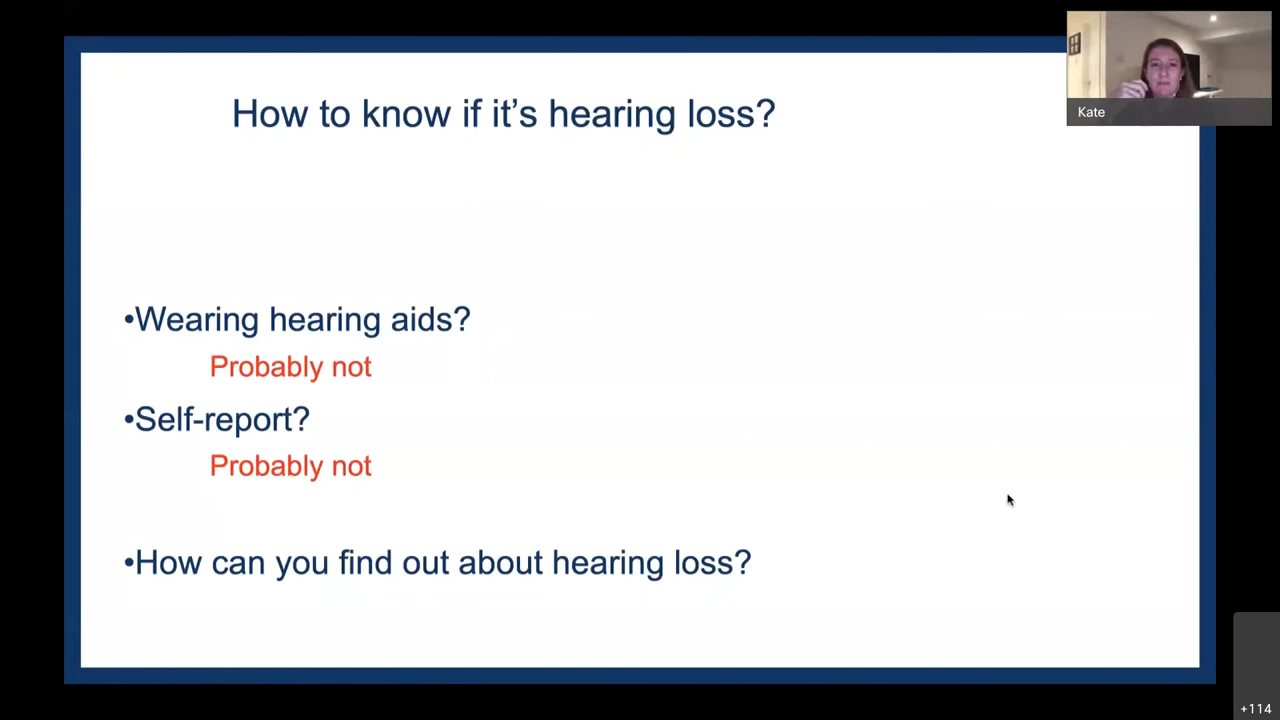 How to know if it's hearing loss?
Kate
•Wearing hearing aids?
Probably not
•Self-report?
Probably not
•How can you find out about hearing loss?
+114